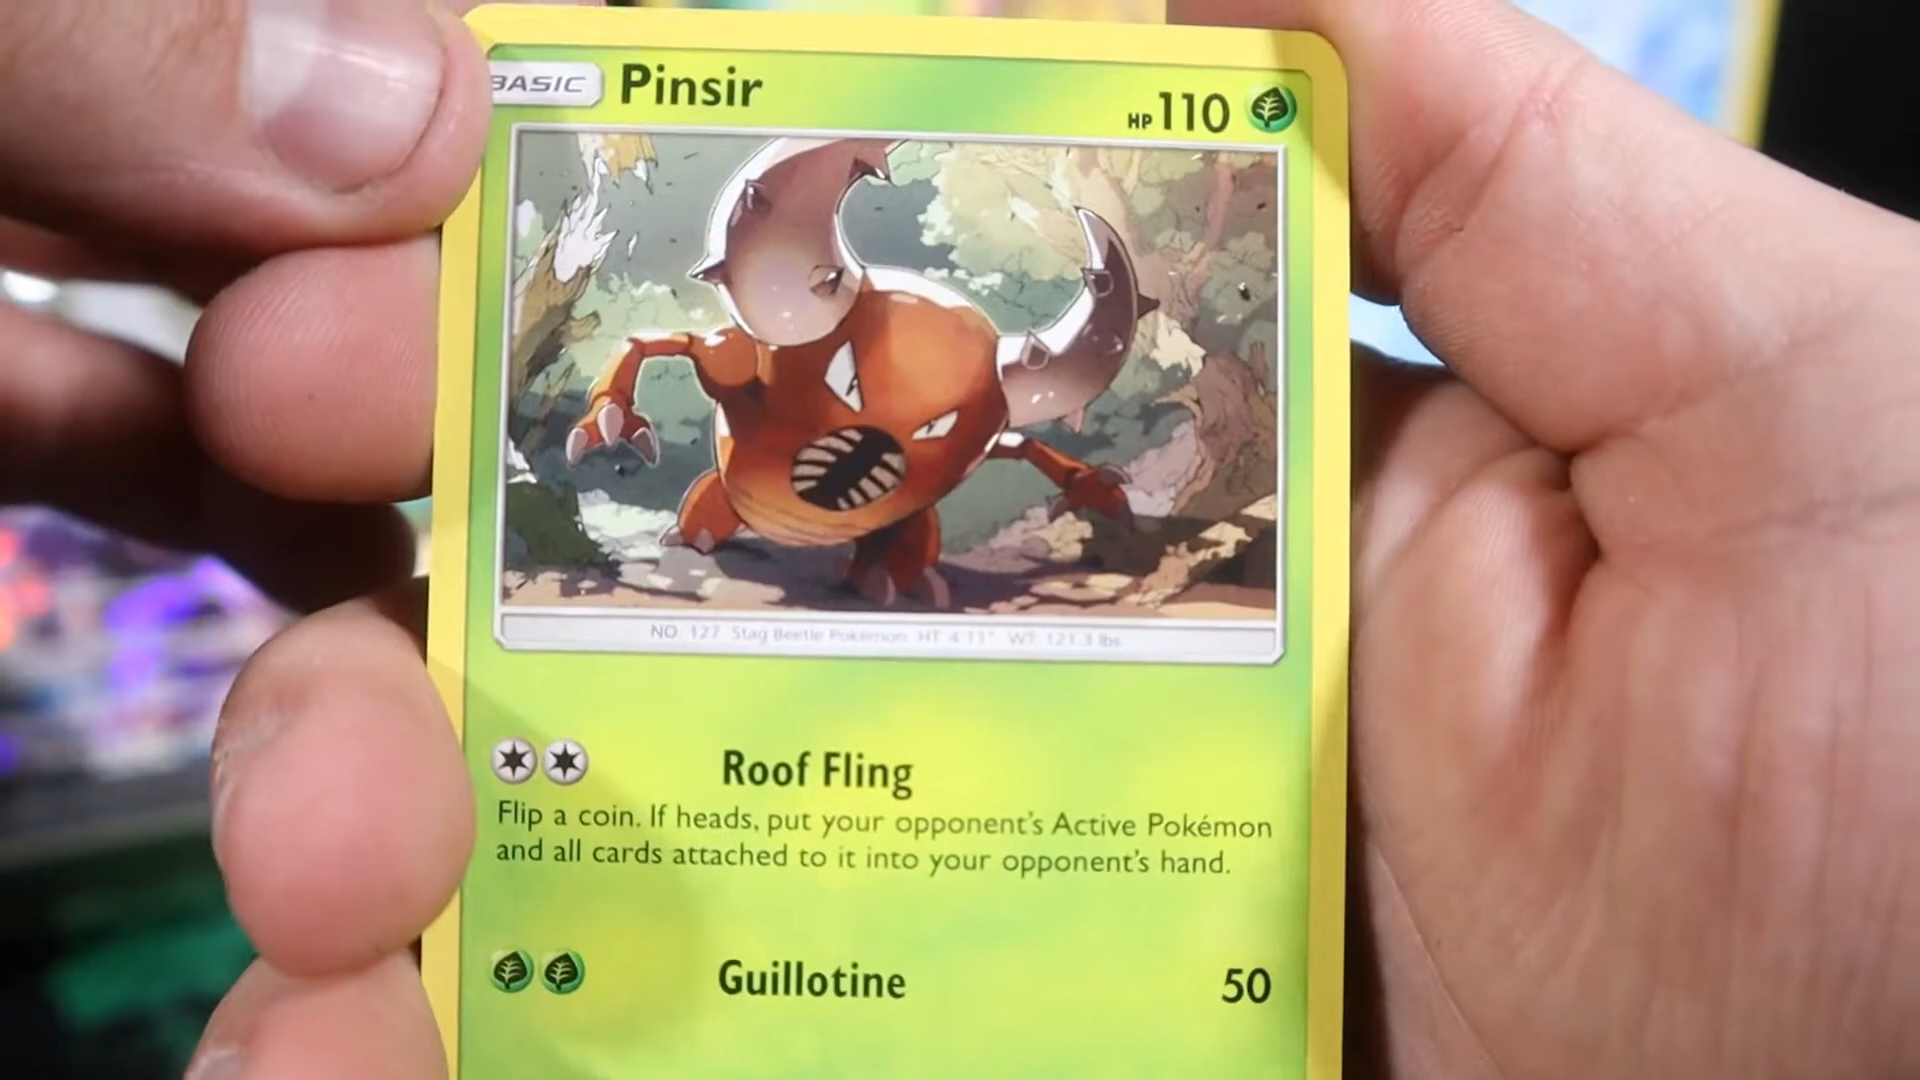 BASIC Pinsir HP 110
NO. 127 Stag Beetle Pokémon HT 4'11" WT: 121.3 lbs
Roof Fling
Flip a coin. If heads, put your opponent's Active Pokémon
and all cards attached to it into your opponent's hand.
Guillotine 50